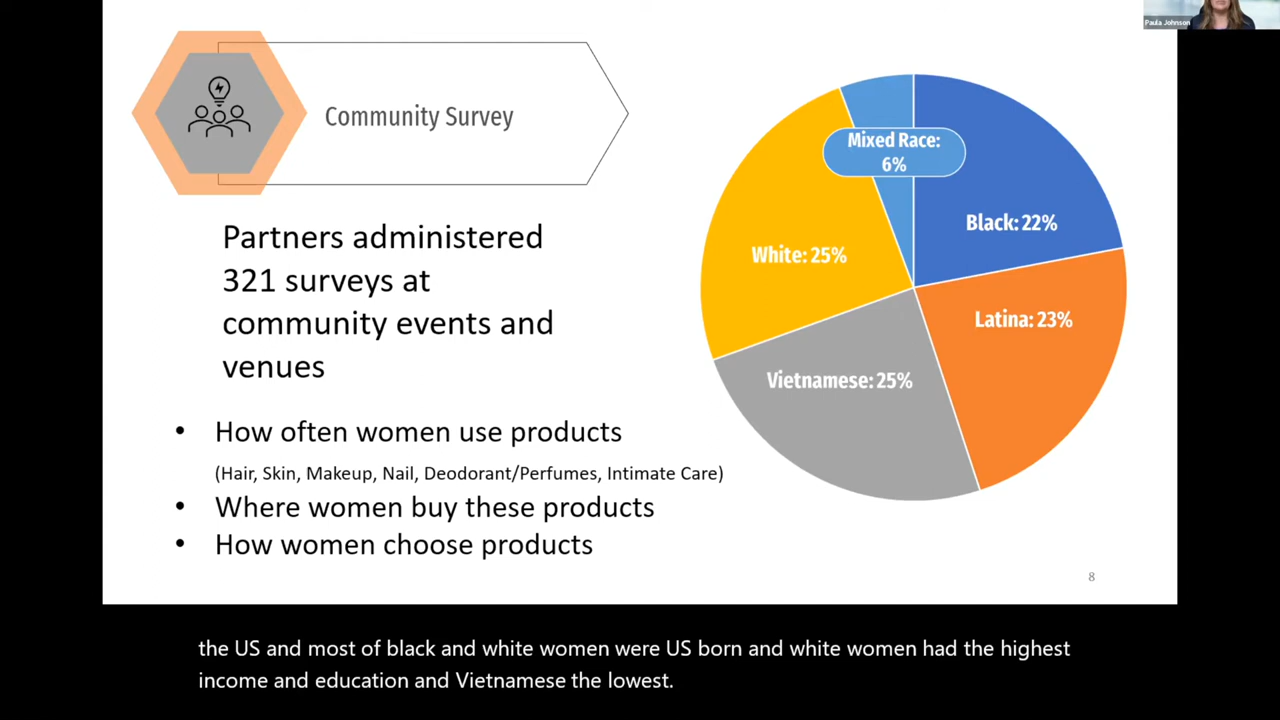 Paula Johnson
Community Survey
Partners administered
321 surveys at
community events and
venues
• How often women use products
(Hair, Skin, Makeup, Nail, Deodorant/Perfumes, Intimate Care)
• Where women buy these products
• How women choose products
Mixed Race:
6%
Black: 22%
White: 25%
Latina: 23%
Vietnamese: 25%
8
the US and most of black and white women were US born and white women had the highest
income and education and Vietnamese the lowest.